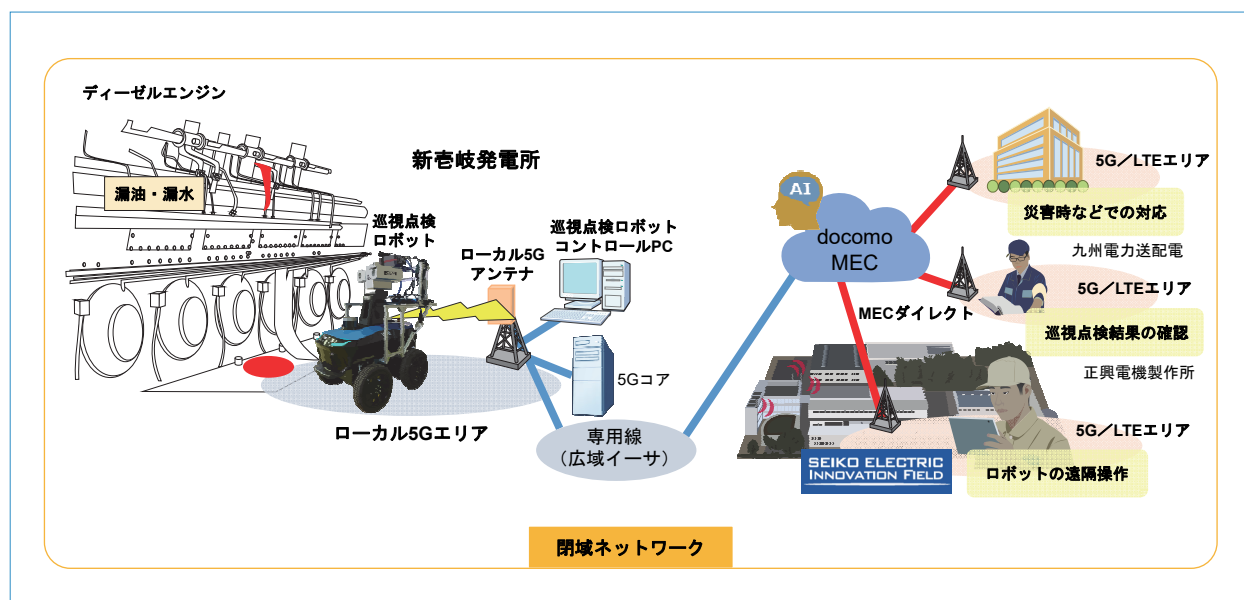 ディーゼルエンジン
漏油・漏水
新壱岐発電所
巡視点検
ロボット
ローカル5G
アンテナ
巡視点検ロボット
コントロールPC
5Gコア
ローカル5Gエリア
専用線
（広域イーサ）
AI
docomo
MEC
MECダイレクト
5G／LTEエリア
災害時などでの対応
九州電力送配電
5G／LTEエリア
巡視点検結果の確認
正興電機製作所
5G／LTEエリア
ロボットの遠隔操作
SEIKO ELECTRIC
INNOVATION FIELD
閉域ネットワーク